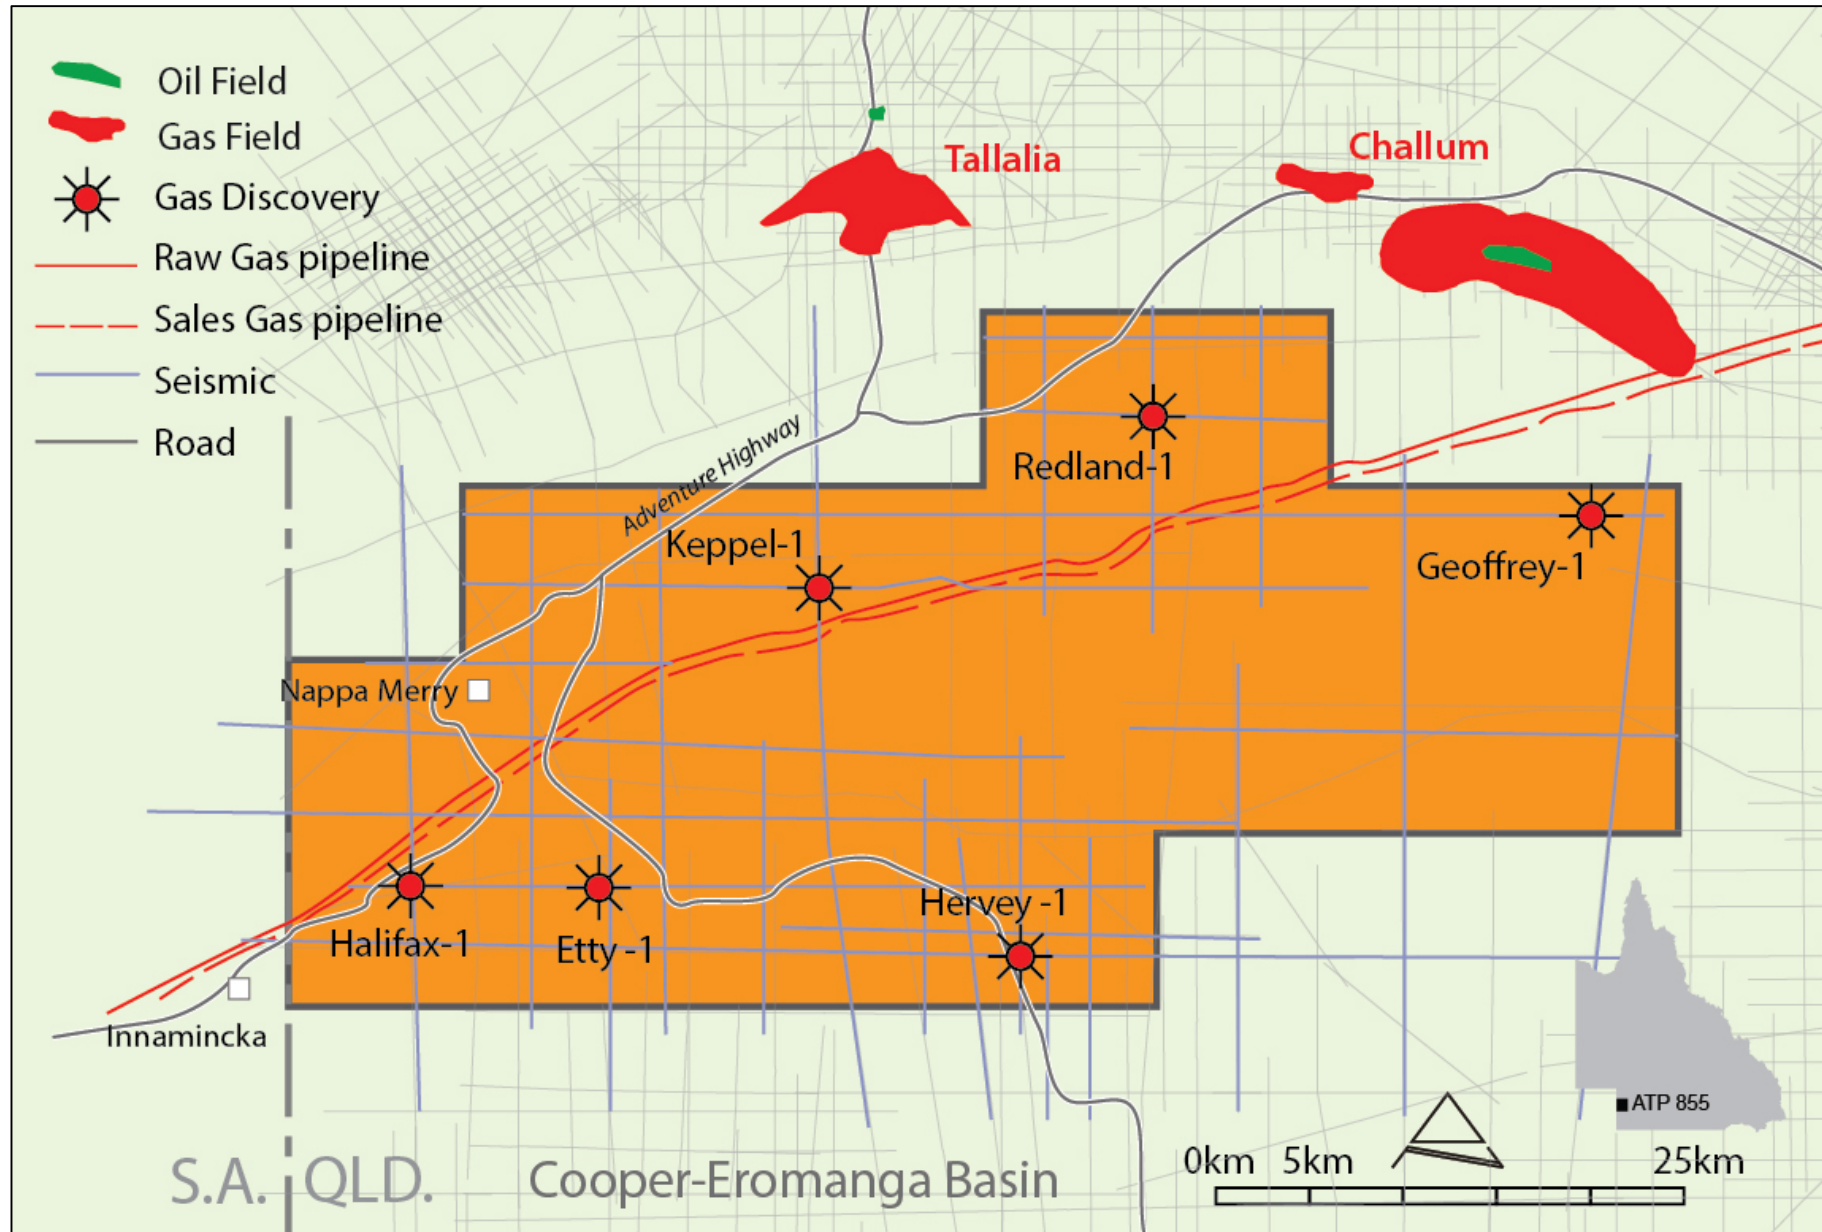 Oil Field
Gas Field
Gas Discovery
Raw Gas pipeline
Sales Gas pipeline
Seismic
Road
Tallalia
Challum
Adventure Highway
Redland-1
Keppel-1
Geoffrey-1
Nappa Merry
Hervey -1
Halifax-1
Etty -1
Innamincka
ATP 855
S.A. QLD.
Cooper-Eromanga Basin
0km 5km 25km